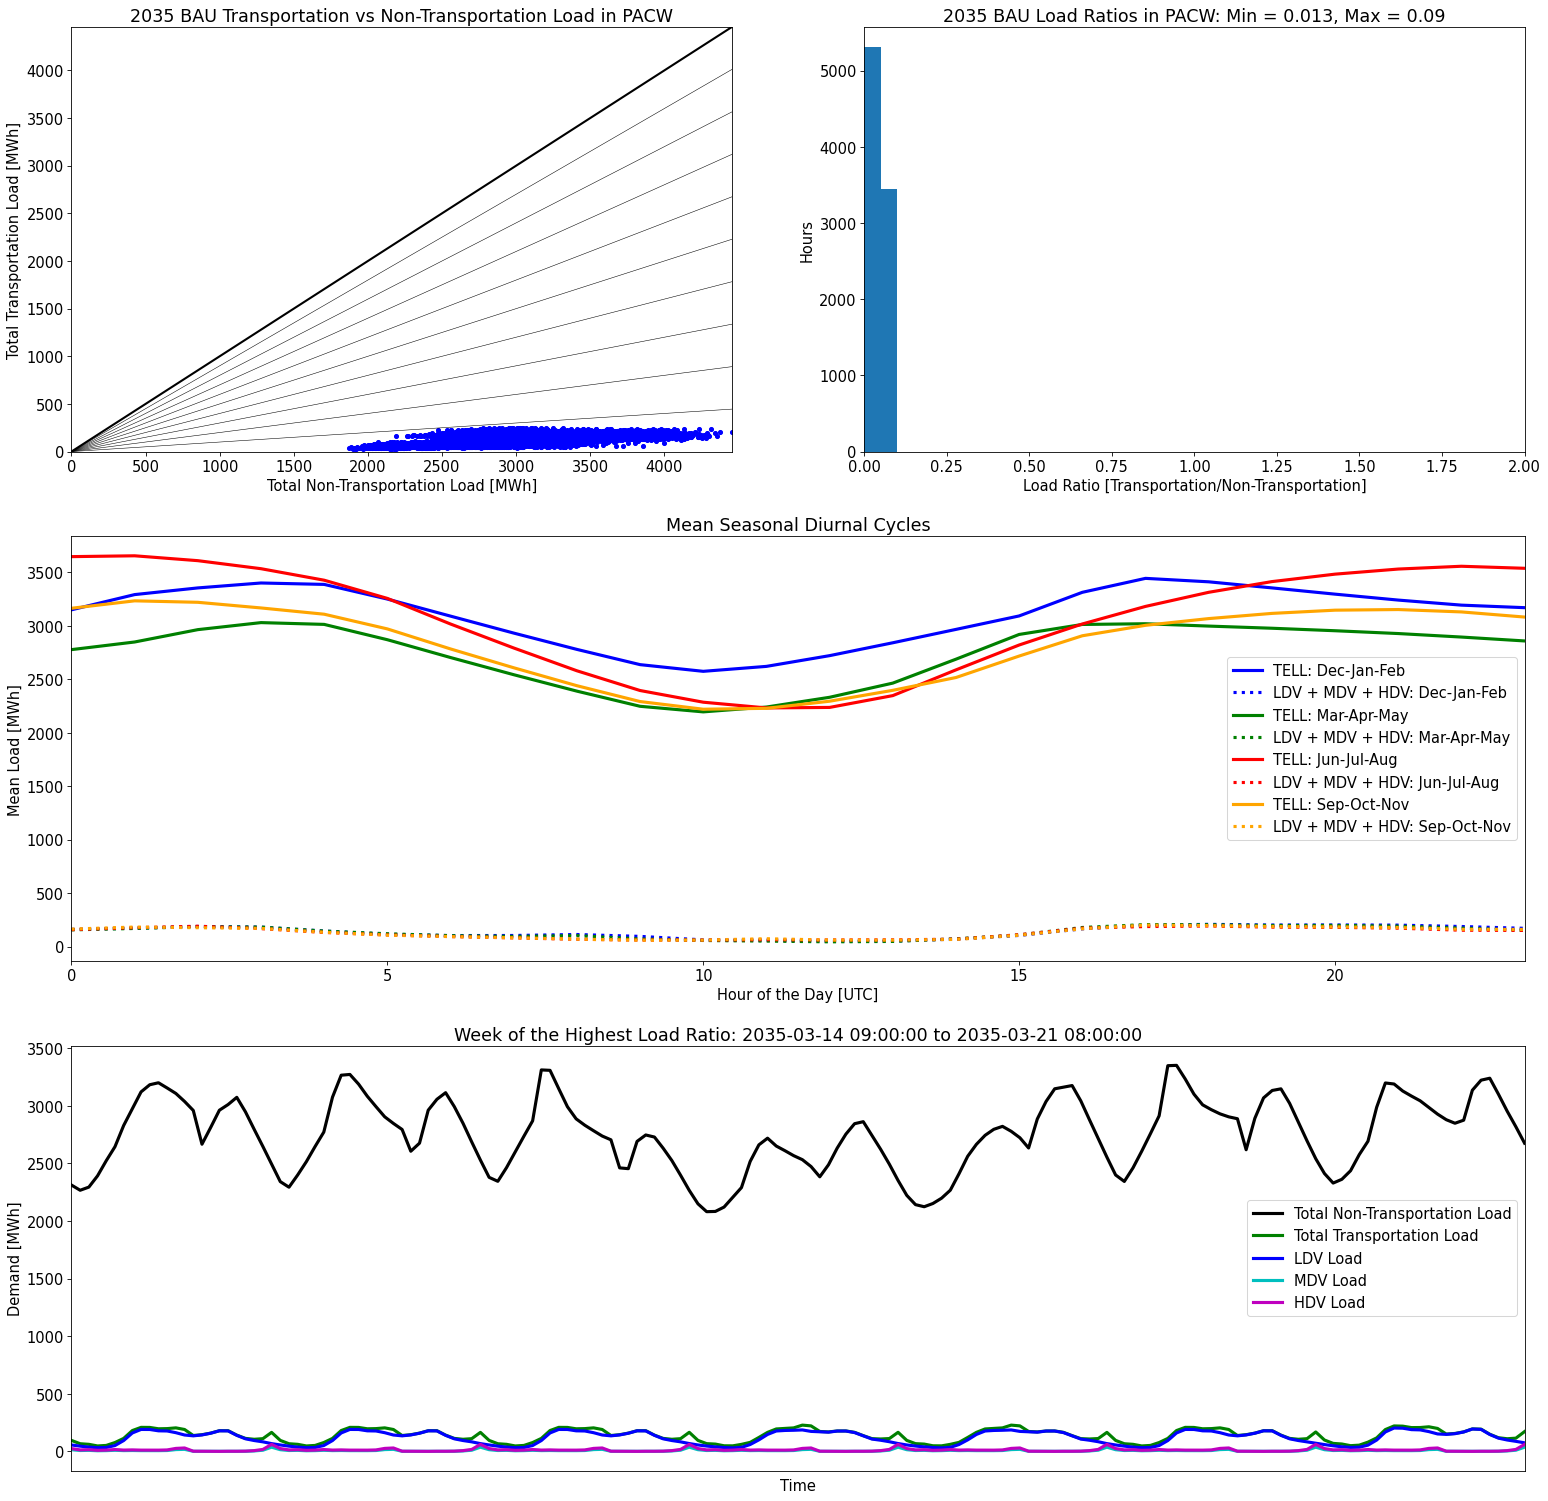 2035 BAU Transportation vs Non-Transportation Load in PACW
Total Transportation Load [MWh]
4000
3500
3000
2500
2000
1500
1000
500
0
0 500 1000 1500 2000 2500 3000 3500 4000
Total Non-Transportation Load [MWh]
2035 BAU Load Ratios in PACW: Min = 0.013, Max = 0.09
Hours
5000
4000
3000
2000
1000
0
0.00 0.25 0.50 0.75 1.00 1.25 1.50 1.75 2.00
Load Ratio [Transportation/Non-Transportation]
Mean Seasonal Diurnal Cycles
Mean Load [MWh]
3500
3000
2500
2000
1500
1000
500
0
TELL: Dec-Jan-Feb
LDV + MDV + HDV: Dec-Jan-Feb
TELL: Mar-Apr-May
LDV + MDV + HDV: Mar-Apr-May
TELL: Jun-Jul-Aug
LDV + MDV + HDV: Jun-Jul-Aug
TELL: Sep-Oct-Nov
LDV + MDV + HDV: Sep-Oct-Nov
0 5 10 15 20
Hour of the Day [UTC]
Week of the Highest Load Ratio: 2035-03-14 09:00:00 to 2035-03-21 08:00:00
Demand [MWh]
3500
3000
2500
2000
1500
1000
500
0
Total Non-Transportation Load
Total Transportation Load
LDV Load
MDV Load
HDV Load
Time